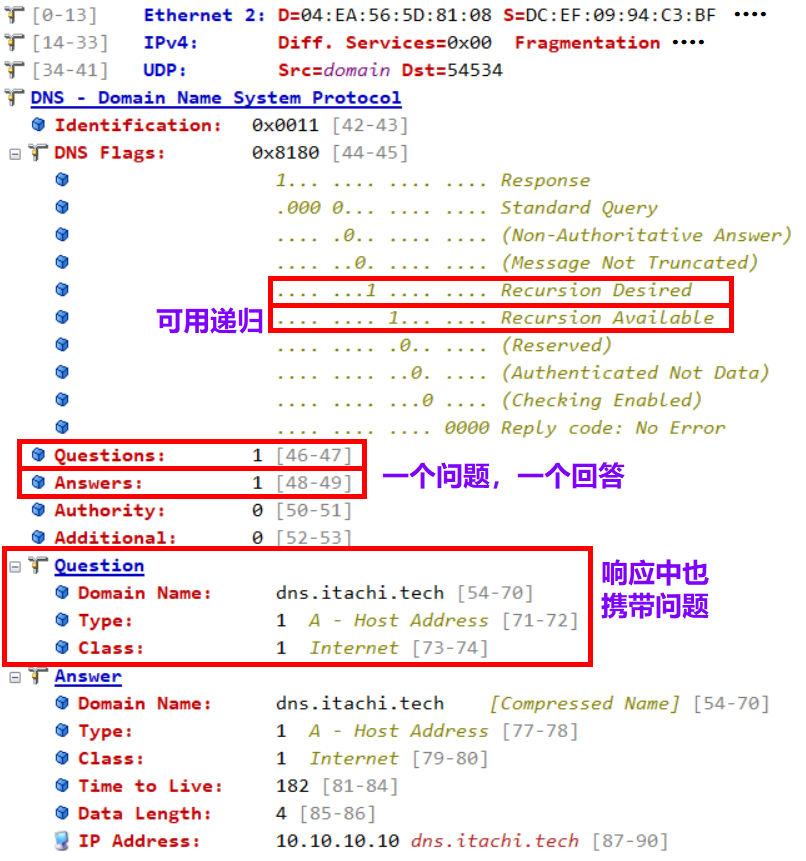 [0-13] Ethernet 2: D=04:EA:56:5D:81:08 S=DC:EF:09:94:C3:BF ····
[14-33] IPv4: Diff. Services=0x00 Fragmentation ····
[34-41] UDP: Src=domain Dst=54534
DNS - Domain Name System Protocol
Identification: 0x0011 [42-43]
DNS Flags: 0x8180 [44-45]
1... .... .... .... Response
.000 0... .... .... Standard Query
.... .0.. .... .... (Non-Authoritative Answer)
.... ..0. .... .... (Message Not Truncated)
.... ...1 .... .... Recursion Desired
可用递归 .... .... 1... .... Recursion Available
.... .... .0.. .... (Reserved)
.... .... ..0. .... (Authenticated Not Data)
.... .... ...0 .... (Checking Enabled)
.... .... .... 0000 Reply code: No Error
Questions: 1 [46-47]
一个问题，一个回答
Answers: 1 [48-49]
Authority: 0 [50-51]
Additional: 0 [52-53]
Question
响应中也
携带问题
Domain Name: dns.itachi.tech [54-70]
Type: 1 A - Host Address [71-72]
Class: 1 Internet [73-74]
Answer
Domain Name: dns.itachi.tech [Compressed Name] [54-70]
Type: 1 A - Host Address [77-78]
Class: 1 Internet [79-80]
Time to Live: 182 [81-84]
Data Length: 4 [85-86]
IP Address: 10.10.10.10 dns.itachi.tech [87-90]